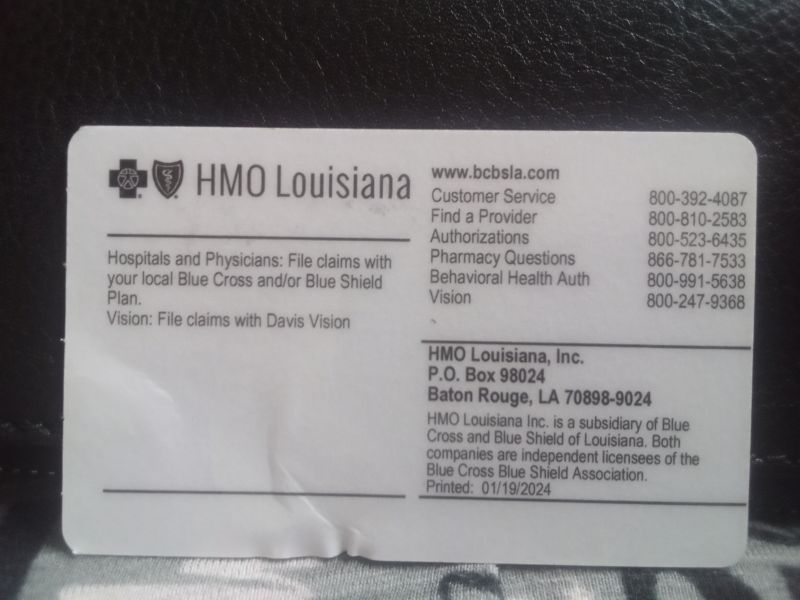 HMO Louisiana
Hospitals and Physicians: File claims with
your local Blue Cross and/or Blue Shield
Plan.
Vision: File claims with Davis Vision
www.bcbsla.com
Customer Service 800-392-4087
Find a Provider 800-810-2583
Authorizations 800-523-6435
Pharmacy Questions 866-781-7533
Behavioral Health Auth 800-991-5638
Vision 800-247-9368
HMO Louisiana, Inc.
P.O. Box 98024
Baton Rouge, LA 70898-9024
HMO Louisiana Inc. is a subsidiary of Blue
Cross and Blue Shield of Louisiana. Both
companies are independent licensees of the
Blue Cross Blue Shield Association.
Printed: 01/19/2024